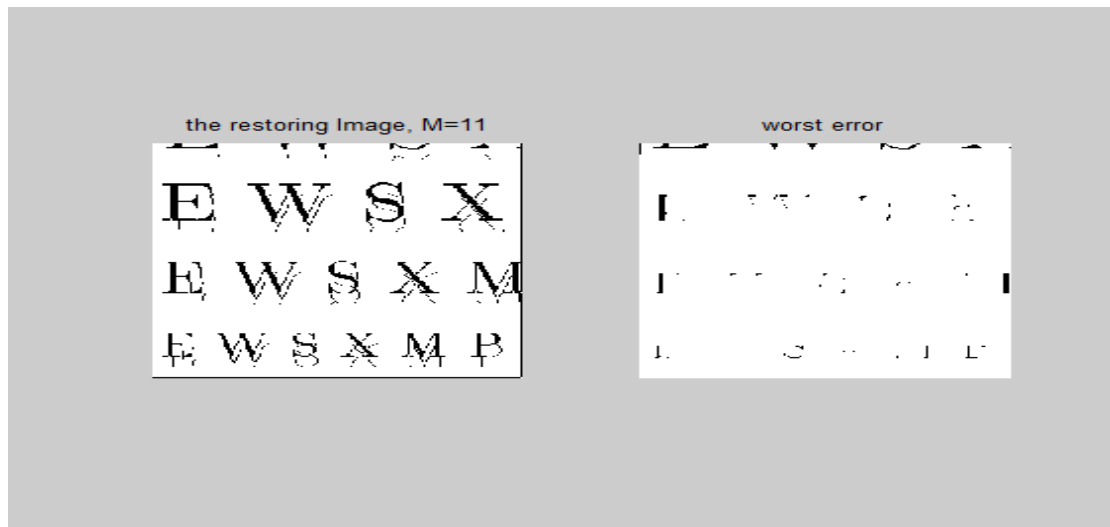 the restoring Image, M=11
worst error
E W S X
E W S X M
E W S X M B